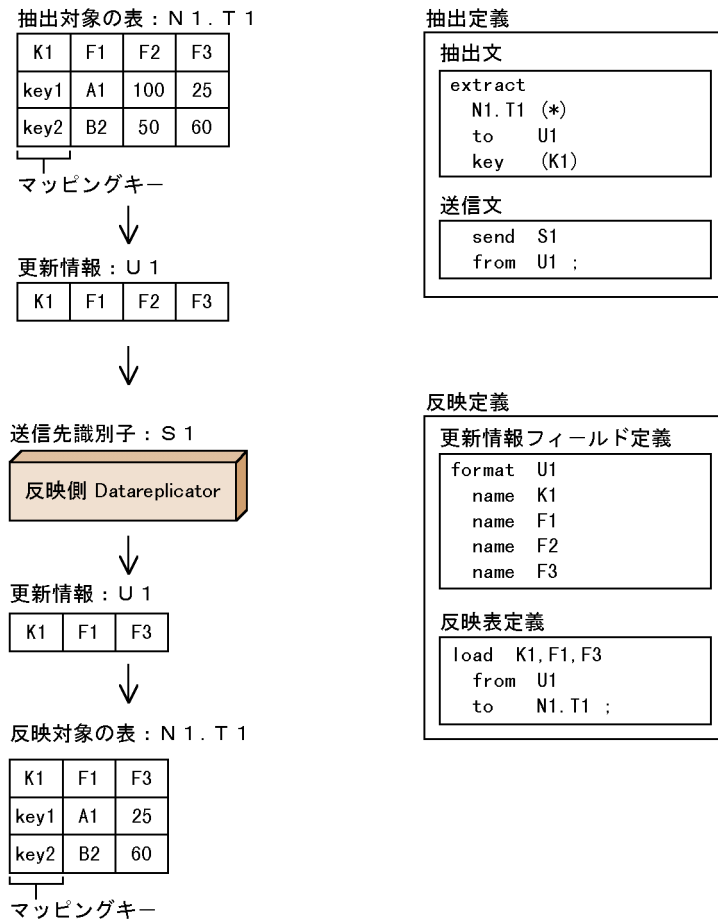 抽出対象の表：Ｎ１．Ｔ１
K1 F1 F2 F3
key1 A1 100 25
key2 B2 50 60
マッピングキー
更新情報：Ｕ１
K1 F1 F2 F3
送信先識別子：Ｓ１
反映側 Datareplicator
更新情報：Ｕ１
K1 F1 F3
反映対象の表：Ｎ１．Ｔ１
K1 F1 F3
key1 A1 25
key2 B2 60
マッピングキー
抽出定義
抽出文
extract
N1.T1 (*)
to U1
key (K1)
送信文
send S1
from U1 ;
反映定義
更新情報フィールド定義
format U1
name K1
name F1
name F2
name F3
反映表定義
load K1,F1,F3
from U1
to N1.T1 ;